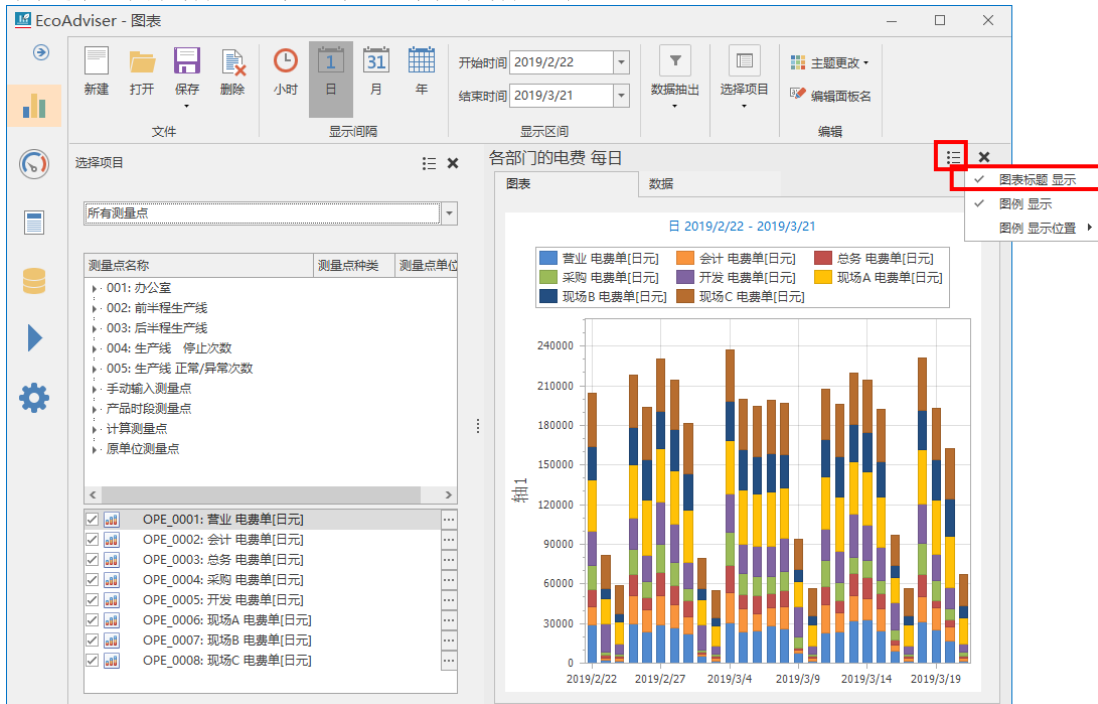 EcoAdviser - 图表
新建
打开
保存
删除
文件
小时
1
日
31
月
年
显示间隔
开始时间 2019/2/22
结束时间 2019/3/21
显示区间
数据抽出
选择项目
主题更改
编辑面板名
编辑
选择项目
所有测量点
测量点名称 测量点种类 测量点单位
001: 办公室
002: 前半程生产线
003: 后半程生产线
004: 生产线 停止次数
005: 生产线 正常/异常次数
手动输入测量点
产品时段测量点
计算测量点
原单位测量点
OPE_0001: 营业 电费单[日元]
OPE_0002: 会计 电费单[日元]
OPE_0003: 总务 电费单[日元]
OPE_0004: 采购 电费单[日元]
OPE_0005: 开发 电费单[日元]
OPE_0006: 现场A 电费单[日元]
OPE_0007: 现场B 电费单[日元]
OPE_0008: 现场C 电费单[日元]
各部门的电费 每日
图表 数据
图表标题 显示
图例 显示
图例 显示位置
日 2019/2/22 - 2019/3/21
营业 电费单[日元] 会计 电费单[日元] 总务 电费单[日元]
采购 电费单[日元] 开发 电费单[日元] 现场A 电费单[日元]
现场B 电费单[日元] 现场C 电费单[日元]
轴1
240000
210000
180000
150000
120000
90000
60000
30000
0
2019/2/22 2019/2/27 2019/3/4 2019/3/9 2019/3/14 2019/3/19